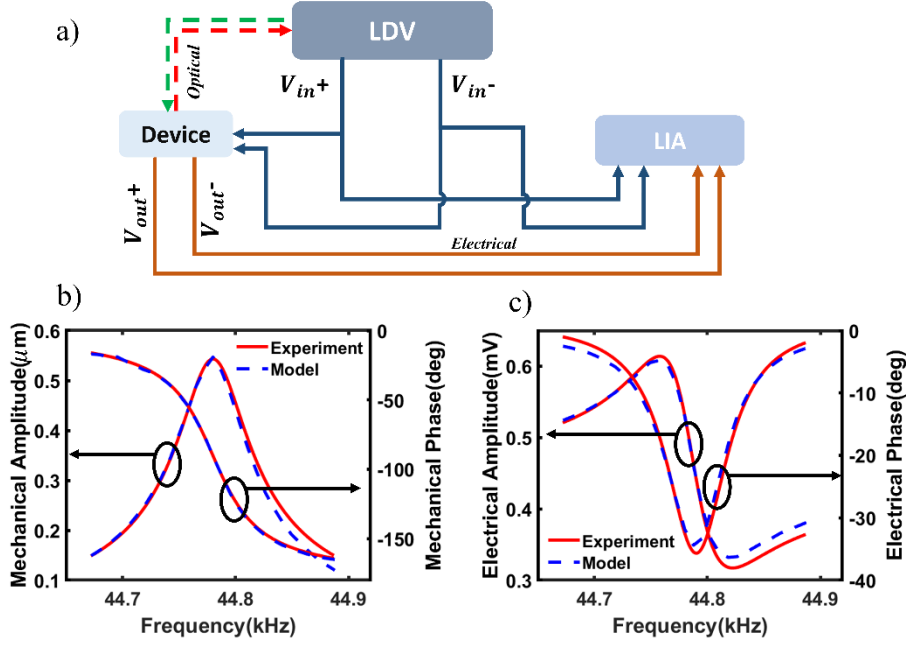 a)
LDV
Optical
V_in+
V_in-
Device
LIA
V_out+
V_out-
Electrical
b)
c)
Mechanical Amplitude(μm)
0.6
0.5
0.4
0.3
0.2
0.1
Experiment
Model
0
-50
-100
-150
Mechanical Phase(deg)
44.7
44.8
44.9
Frequency(kHz)
Electrical Amplitude(mV)
0.6
0.5
0.4
0.3
Experiment
Model
0
-10
-20
-30
-40
Electrical Phase(deg)
44.7
44.8
44.9
Frequency(kHz)